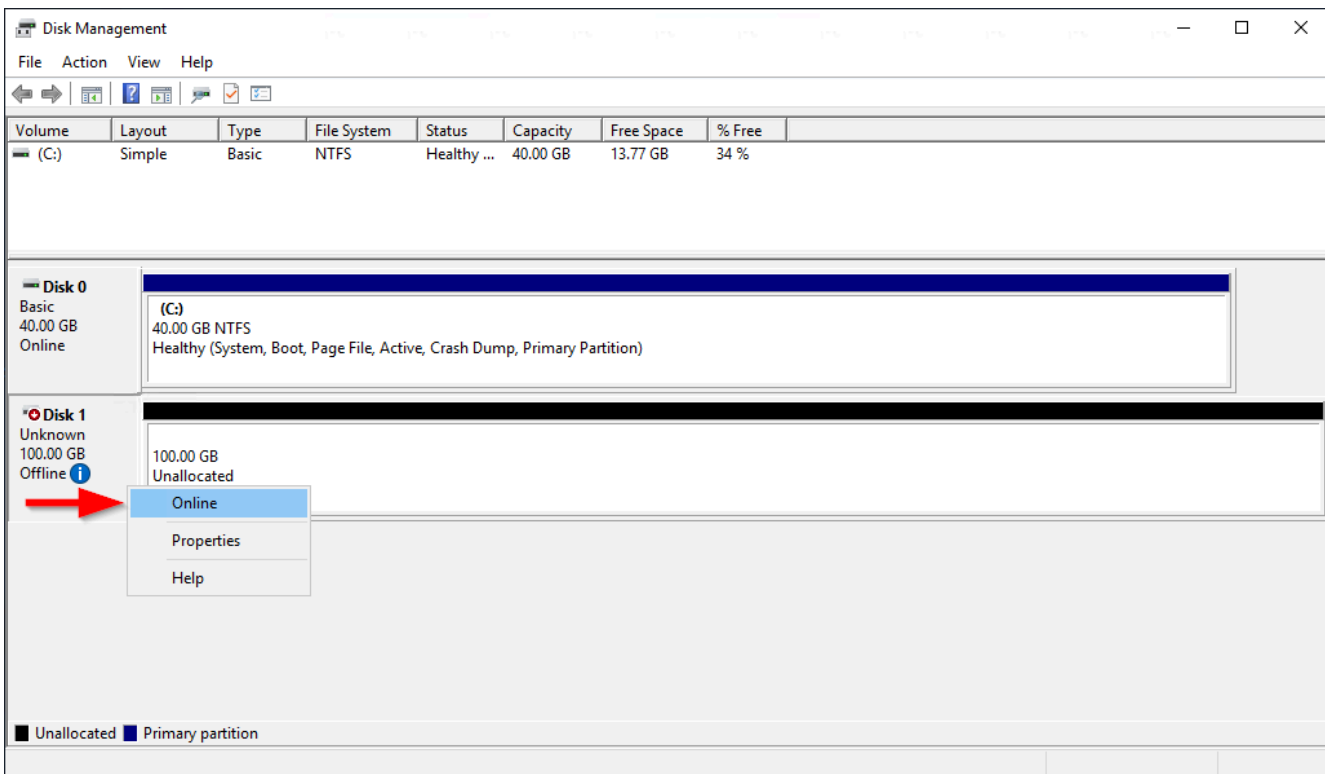 Disk Management
File Action View Help
Volume Layout Type File System Status Capacity Free Space % Free
(C:) Simple Basic NTFS Healthy ... 40.00 GB 13.77 GB 34 %
Disk 0
Basic
40.00 GB
Online
(C:)
40.00 GB NTFS
Healthy (System, Boot, Page File, Active, Crash Dump, Primary Partition)
Disk 1
Unknown
100.00 GB
Offline
100.00 GB
Unallocated
Online
Properties
Help
Unallocated Primary partition